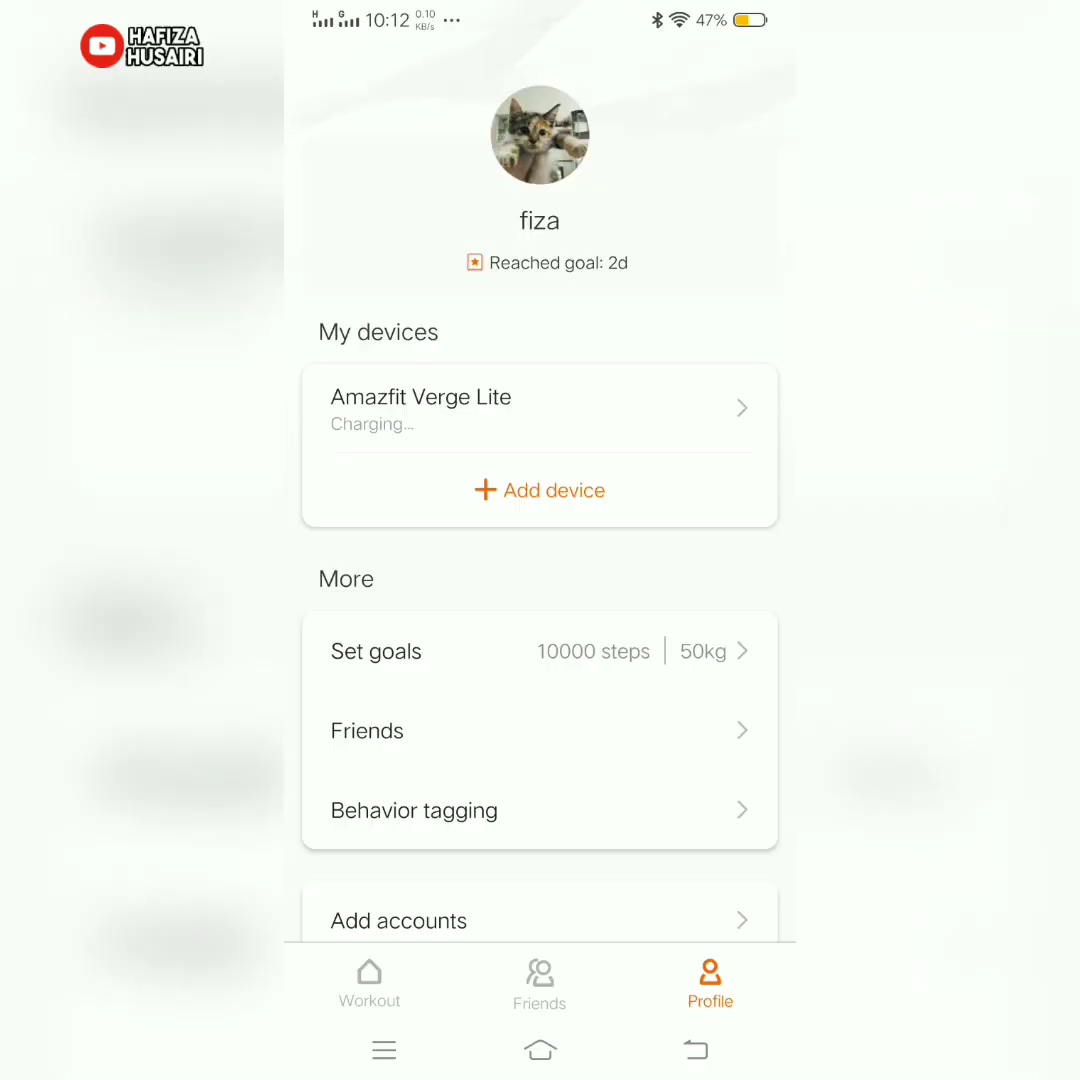 HAFIZA
HUSAIRI
H G 10:12 0.10 KB/s ... 47%
fiza
Reached goal: 2d
My devices
Amazfit Verge Lite
Charging...
+ Add device
More
Set goals 10000 steps | 50kg
Friends
Behavior tagging
Add accounts
Workout Friends Profile